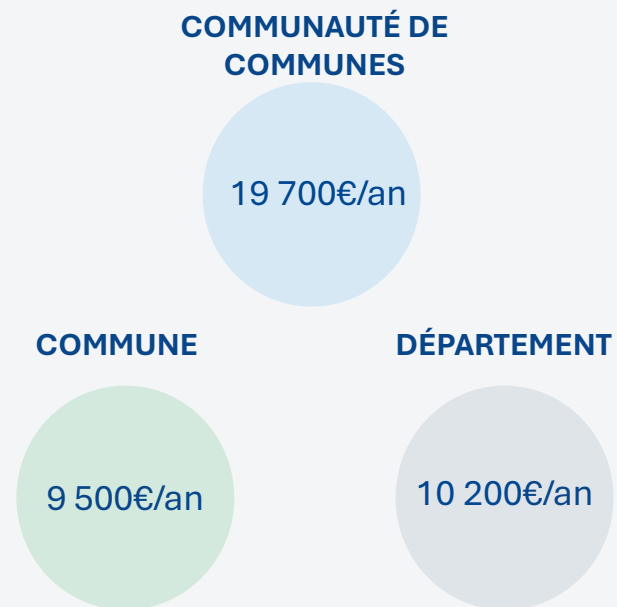 COMMUNAUTÉ DE
COMMUNES
19 700€/an
COMMUNE
9 500€/an
DÉPARTEMENT
10 200€/an